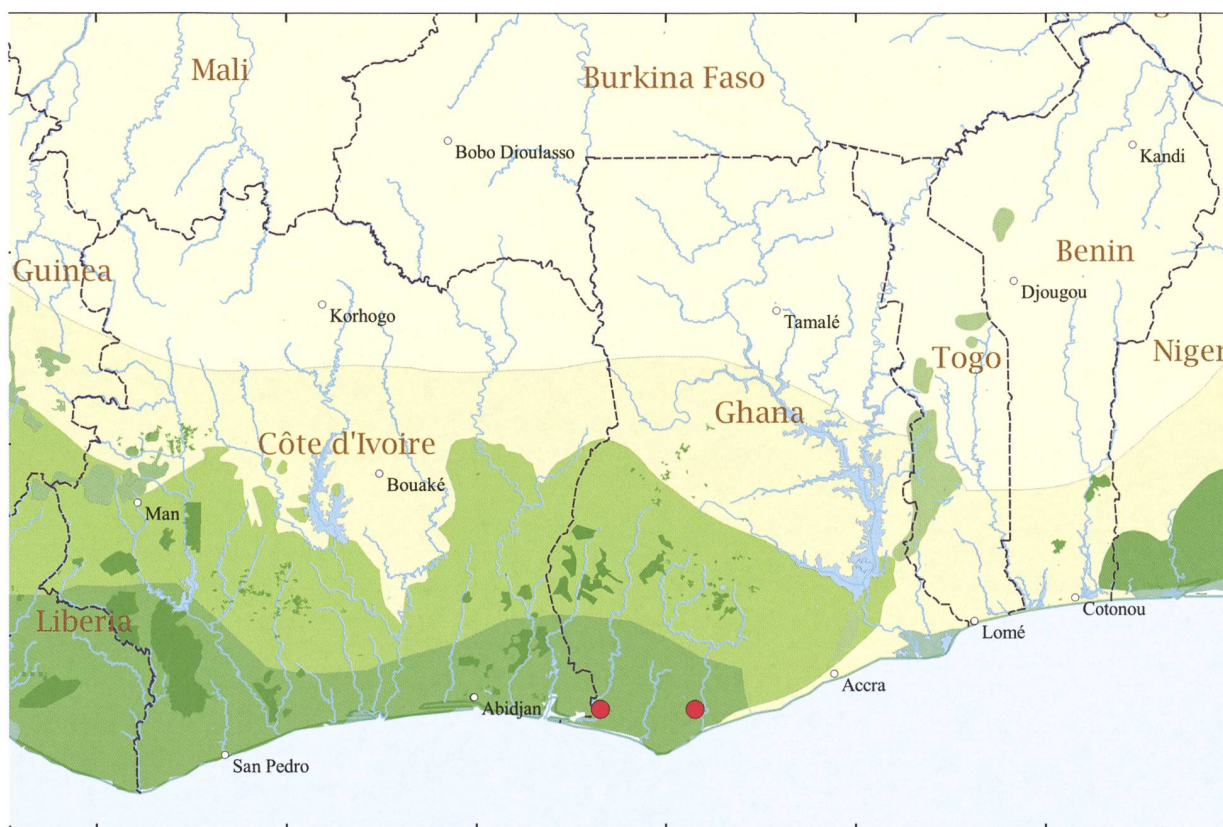 Mali
Burkina Faso
Bobo Dioulasso
Kandi
Guinea
Benin
Djougou
Korhogo
Tamalé
Togo
Niger
Ghana
Côte d'Ivoire
Bouaké
Man
Liberia
Cotonou
Lomé
Accra
Abidjan
San Pedro